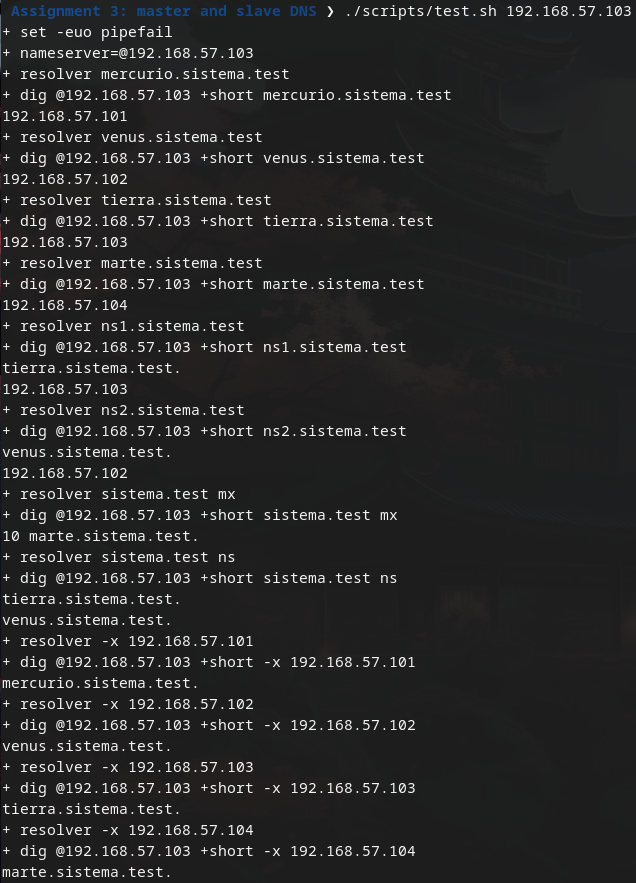 Assignment 3: master and slave DNS ❯ ./scripts/test.sh 192.168.57.103
+ set -euo pipefail
+ nameserver=@192.168.57.103
+ resolver mercurio.sistema.test
+ dig @192.168.57.103 +short mercurio.sistema.test
192.168.57.101
+ resolver venus.sistema.test
+ dig @192.168.57.103 +short venus.sistema.test
192.168.57.102
+ resolver tierra.sistema.test
+ dig @192.168.57.103 +short tierra.sistema.test
192.168.57.103
+ resolver marte.sistema.test
+ dig @192.168.57.103 +short marte.sistema.test
192.168.57.104
+ resolver ns1.sistema.test
+ dig @192.168.57.103 +short ns1.sistema.test
tierra.sistema.test.
192.168.57.103
+ resolver ns2.sistema.test
+ dig @192.168.57.103 +short ns2.sistema.test
venus.sistema.test.
192.168.57.102
+ resolver sistema.test mx
+ dig @192.168.57.103 +short sistema.test mx
10 marte.sistema.test.
+ resolver sistema.test ns
+ dig @192.168.57.103 +short sistema.test ns
tierra.sistema.test.
venus.sistema.test.
+ resolver -x 192.168.57.101
+ dig @192.168.57.103 +short -x 192.168.57.101
mercurio.sistema.test.
+ resolver -x 192.168.57.102
+ dig @192.168.57.103 +short -x 192.168.57.102
venus.sistema.test.
+ resolver -x 192.168.57.103
+ dig @192.168.57.103 +short -x 192.168.57.103
tierra.sistema.test.
+ resolver -x 192.168.57.104
+ dig @192.168.57.103 +short -x 192.168.57.104
marte.sistema.test.